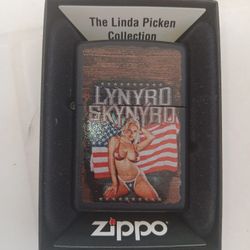 The Linda Picken
Collection
LYNYRD
SKYNYRD
zippo